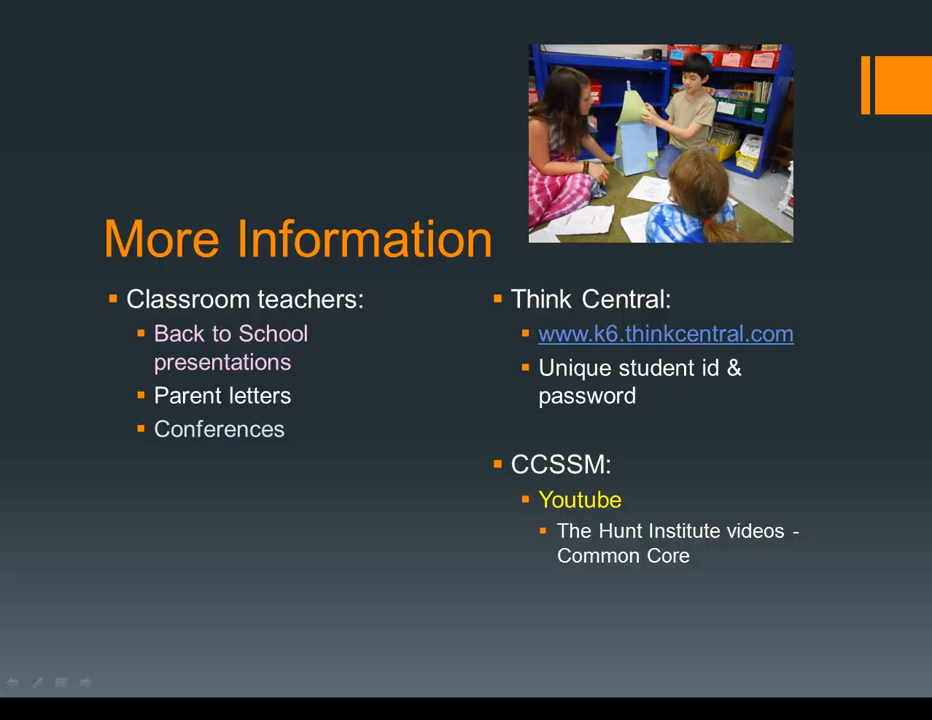 More Information
Classroom teachers:
Back to School
presentations
Parent letters
Conferences
Think Central:
www.k6.thinkcentral.com
Unique student id &
password
CCSSM:
Youtube
The Hunt Institute videos -
Common Core